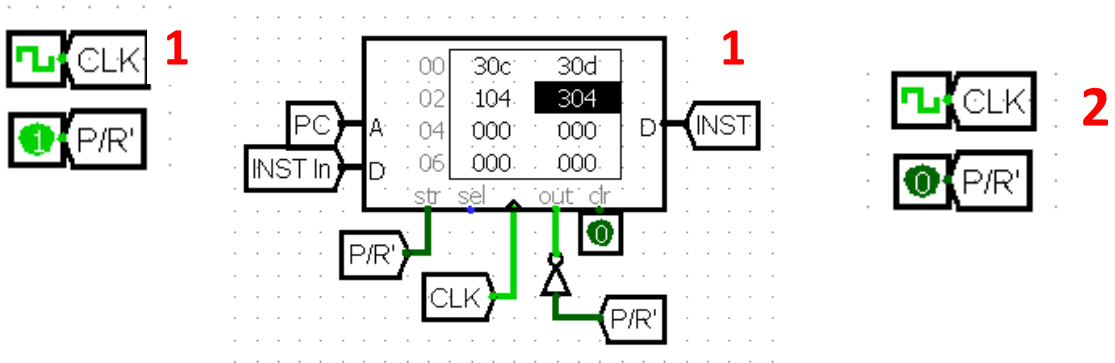 CLK 1
1 P/R'
1
00 30c 30d
02 104 304
PC A 04 000 000 D INST
INST In D 06 000 000
str sel out clr
0
P/R'
CLK
P/R'
CLK 2
0 P/R'